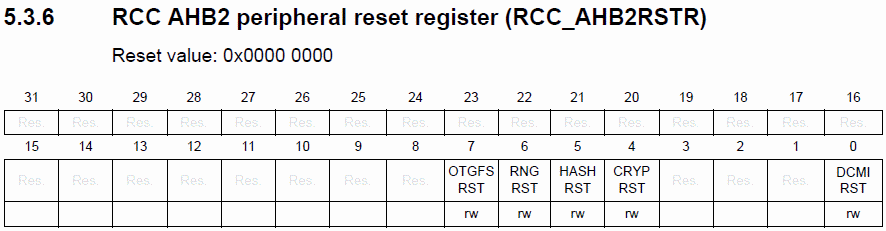 5.3.6 RCC AHB2 peripheral reset register (RCC_AHB2RSTR)
Reset value: 0x0000 0000
31 30 29 28 27 26 25 24 23 22 21 20 19 18 17 16
Res. Res. Res. Res. Res. Res. Res. Res. Res. Res. Res. Res. Res. Res. Res. Res.
15 14 13 12 11 10 9 8 7 6 5 4 3 2 1 0
Res. Res. Res. Res. Res. Res. Res. Res. OTGFS RST RNG RST HASH RST CRYP RST Res. Res. Res. DCMI RST
rw rw rw rw rw